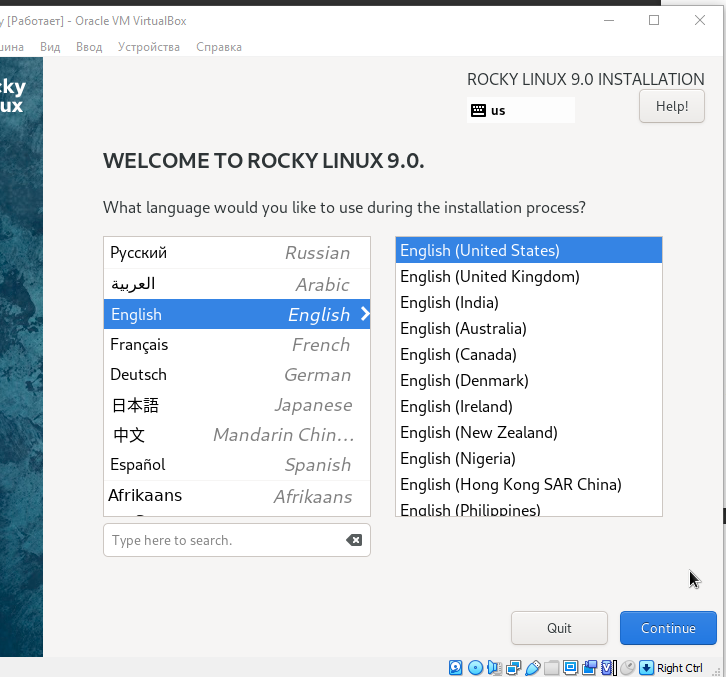 [Работает] - Oracle VM VirtualBox
Вид Ввод Устройства Справка
ROCKY LINUX 9.0 INSTALLATION
us
Help!
WELCOME TO ROCKY LINUX 9.0.
What language would you like to use during the installation process?
Русский Russian
العربية Arabic
English English
Français French
Deutsch German
日本語 Japanese
中文 Mandarin Chin…
Español Spanish
Afrikaans Afrikaans
Type here to search.
English (United States)
English (United Kingdom)
English (India)
English (Australia)
English (Canada)
English (Denmark)
English (Ireland)
English (New Zealand)
English (Nigeria)
English (Hong Kong SAR China)
English (Philippines)
Quit
Continue
Right Ctrl